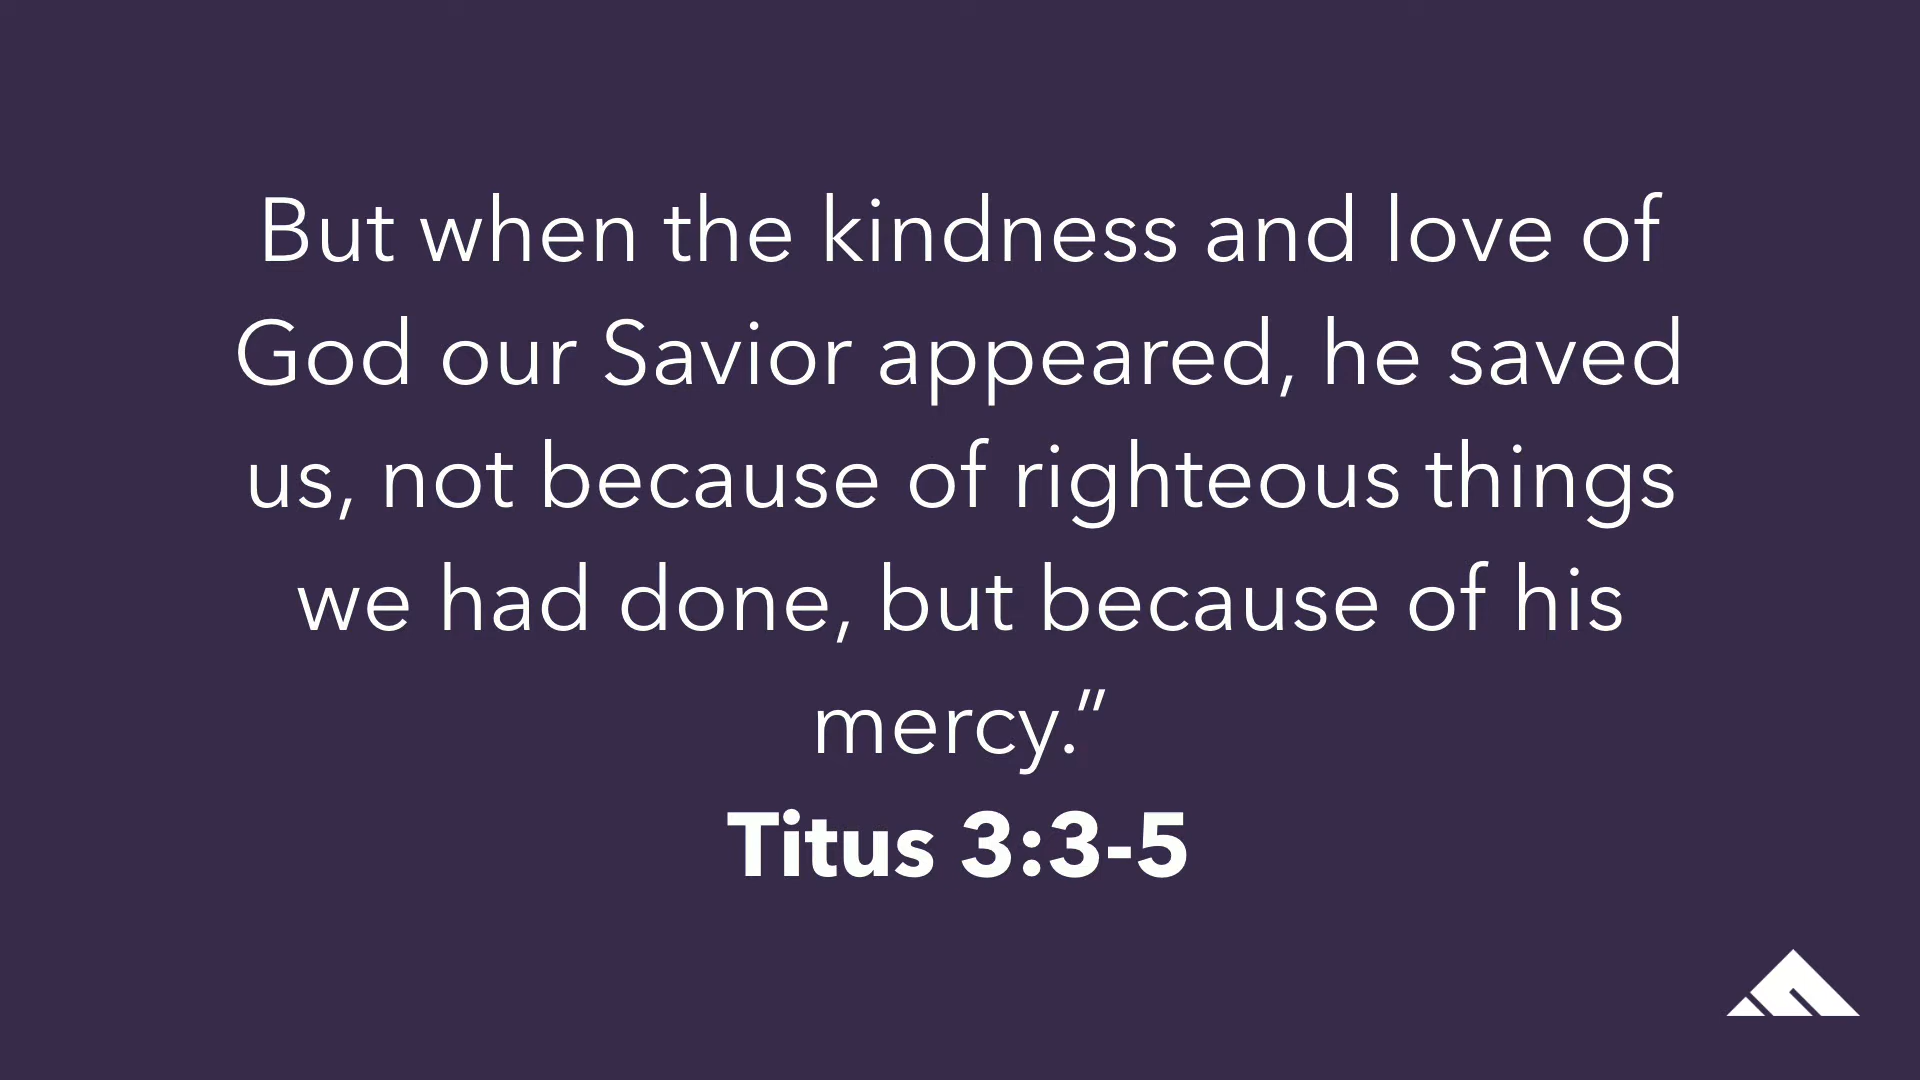 But when the kindness and love of
God our Savior appeared, he saved
us, not because of righteous things
we had done, but because of his
mercy.”
Titus 3:3-5